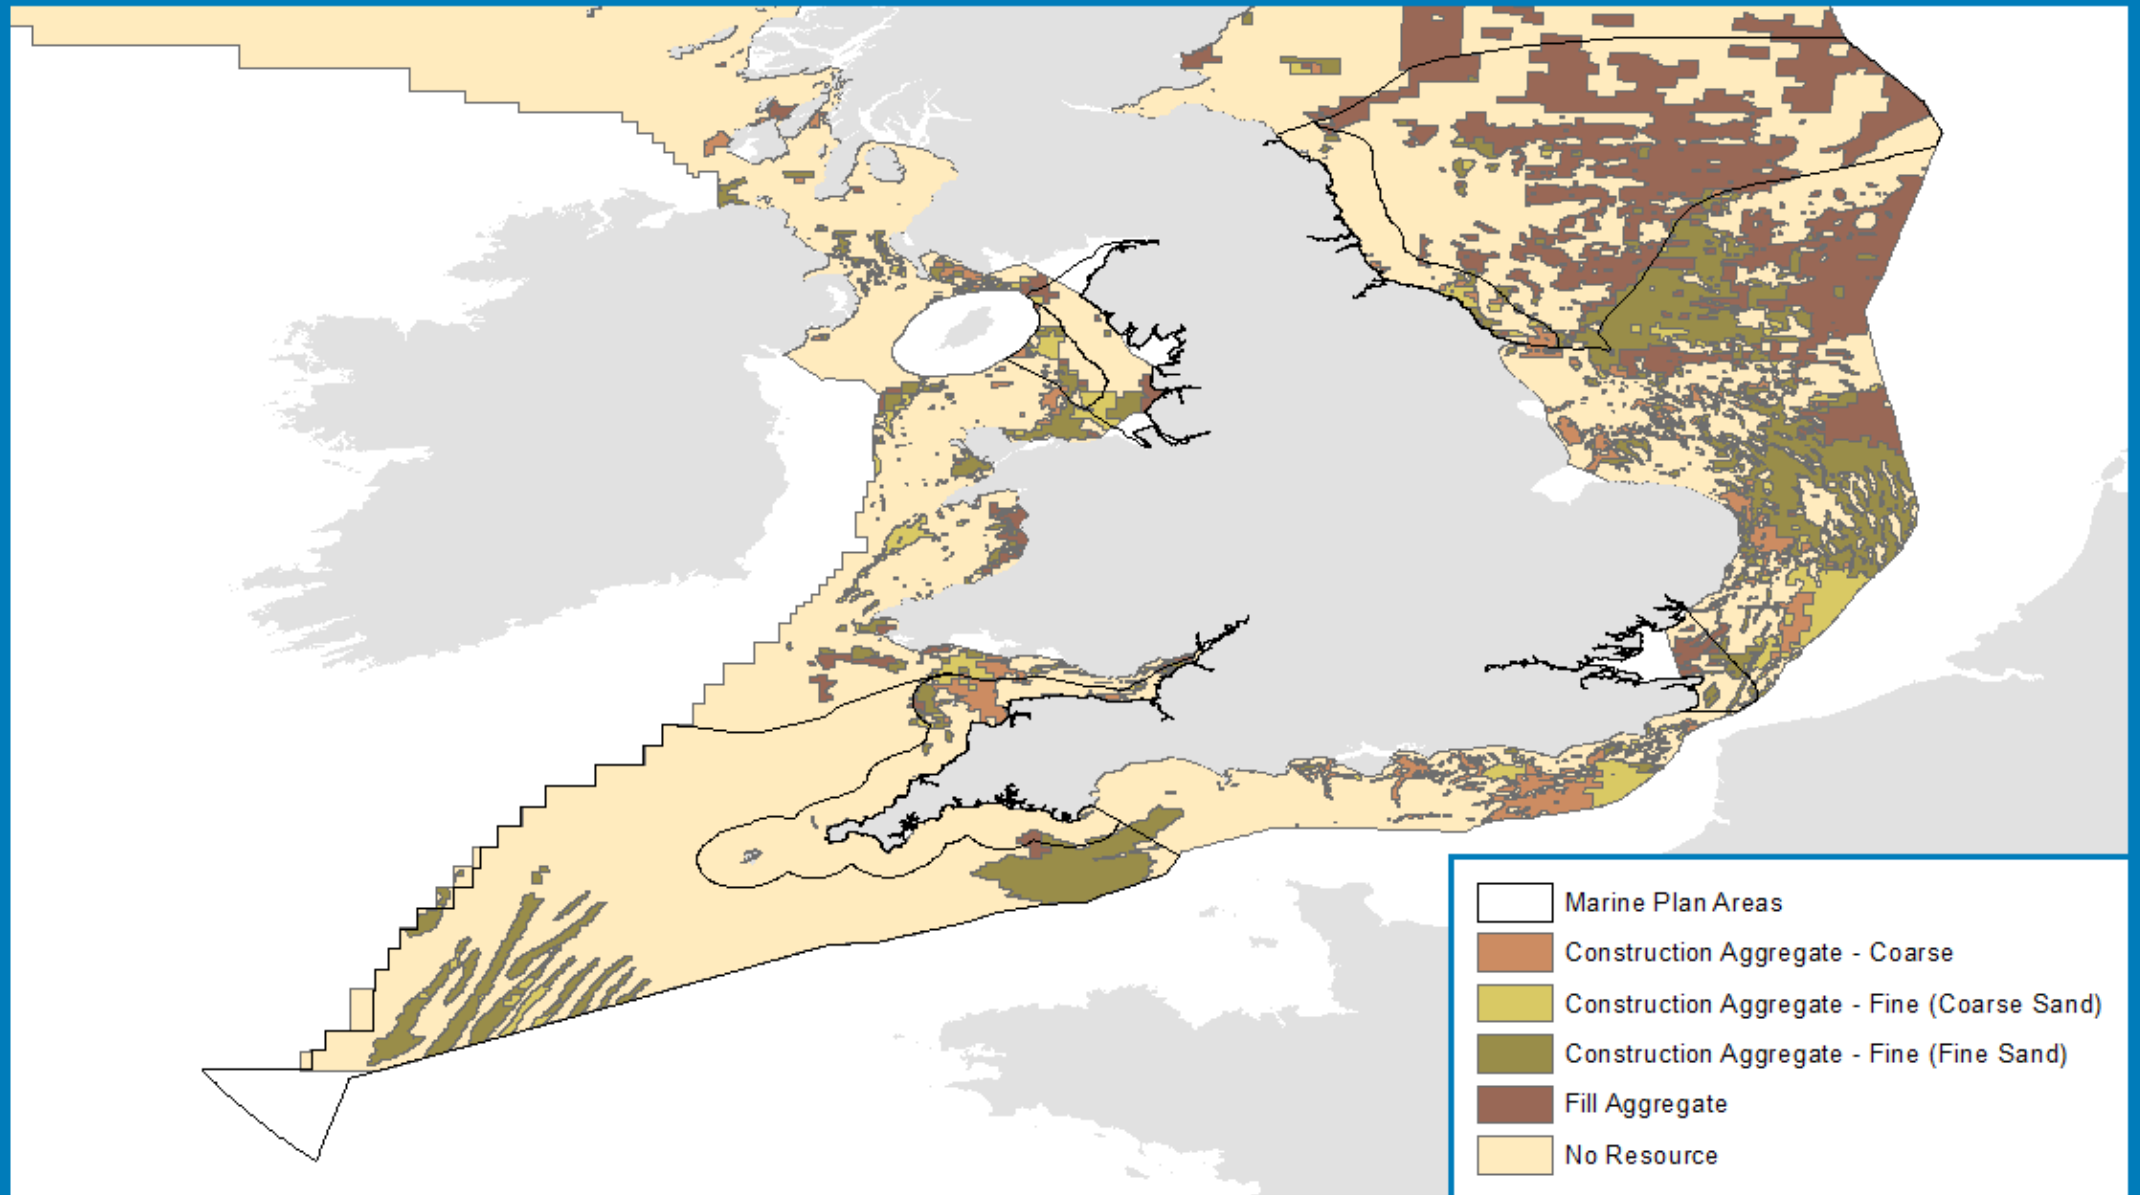 Marine Plan Areas
Construction Aggregate - Coarse
Construction Aggregate - Fine (Coarse Sand)
Construction Aggregate - Fine (Fine Sand)
Fill Aggregate
No Resource